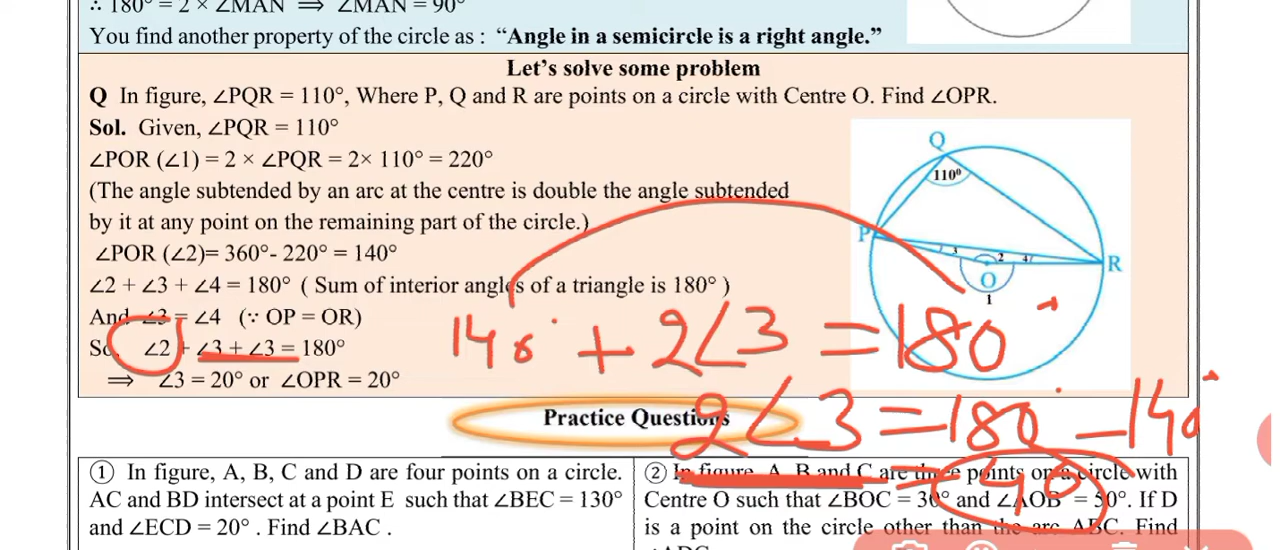 ∴ 180° = 2 × ∠MAN ⟹ ∠MAN = 90°
You find another property of the circle as : “Angle in a semicircle is a right angle.”
Let’s solve some problem
Q In figure, ∠PQR = 110°, Where P, Q and R are points on a circle with Centre O. Find ∠OPR.
Sol. Given, ∠PQR = 110°
∠POR (∠1) = 2 × ∠PQR = 2× 110° = 220°
(The angle subtended by an arc at the centre is double the angle subtended
by it at any point on the remaining part of the circle.)
∠POR (∠2)= 360°- 220° = 140°
∠2 + ∠3 + ∠4 = 180° ( Sum of interior angles of a triangle is 180° )
And ∠3 = ∠4 (∵ OP = OR)
So, ∠2 + ∠3 + ∠3 = 180°
⟹ ∠3 = 20° or ∠OPR = 20°
Q
110⁰
P
3
2
4
R
O
1
140° + 2∠3 = 180°
2∠3 = 180° - 140°
= 40
Practice Questions
① In figure, A, B, C and D are four points on a circle.
AC and BD intersect at a point E such that ∠BEC = 130°
and ∠ECD = 20° . Find ∠BAC .
② In figure, A, B and C are three points on a circle with
Centre O such that ∠BOC = 30° and ∠AOB = 50°. If D
is a point on the circle other than the arc ABC. Find
∠ADC